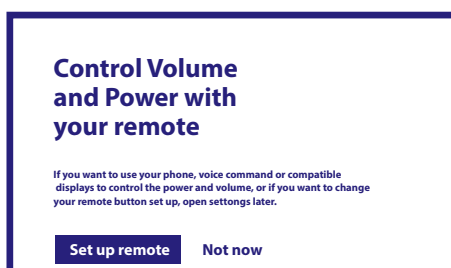 Control Volume
and Power with
your remote
If you want to use your phone, voice command or compatible
displays to control the power and volume, or if you want to change
your remote button set up, open settongs later.
Set up remote Not now